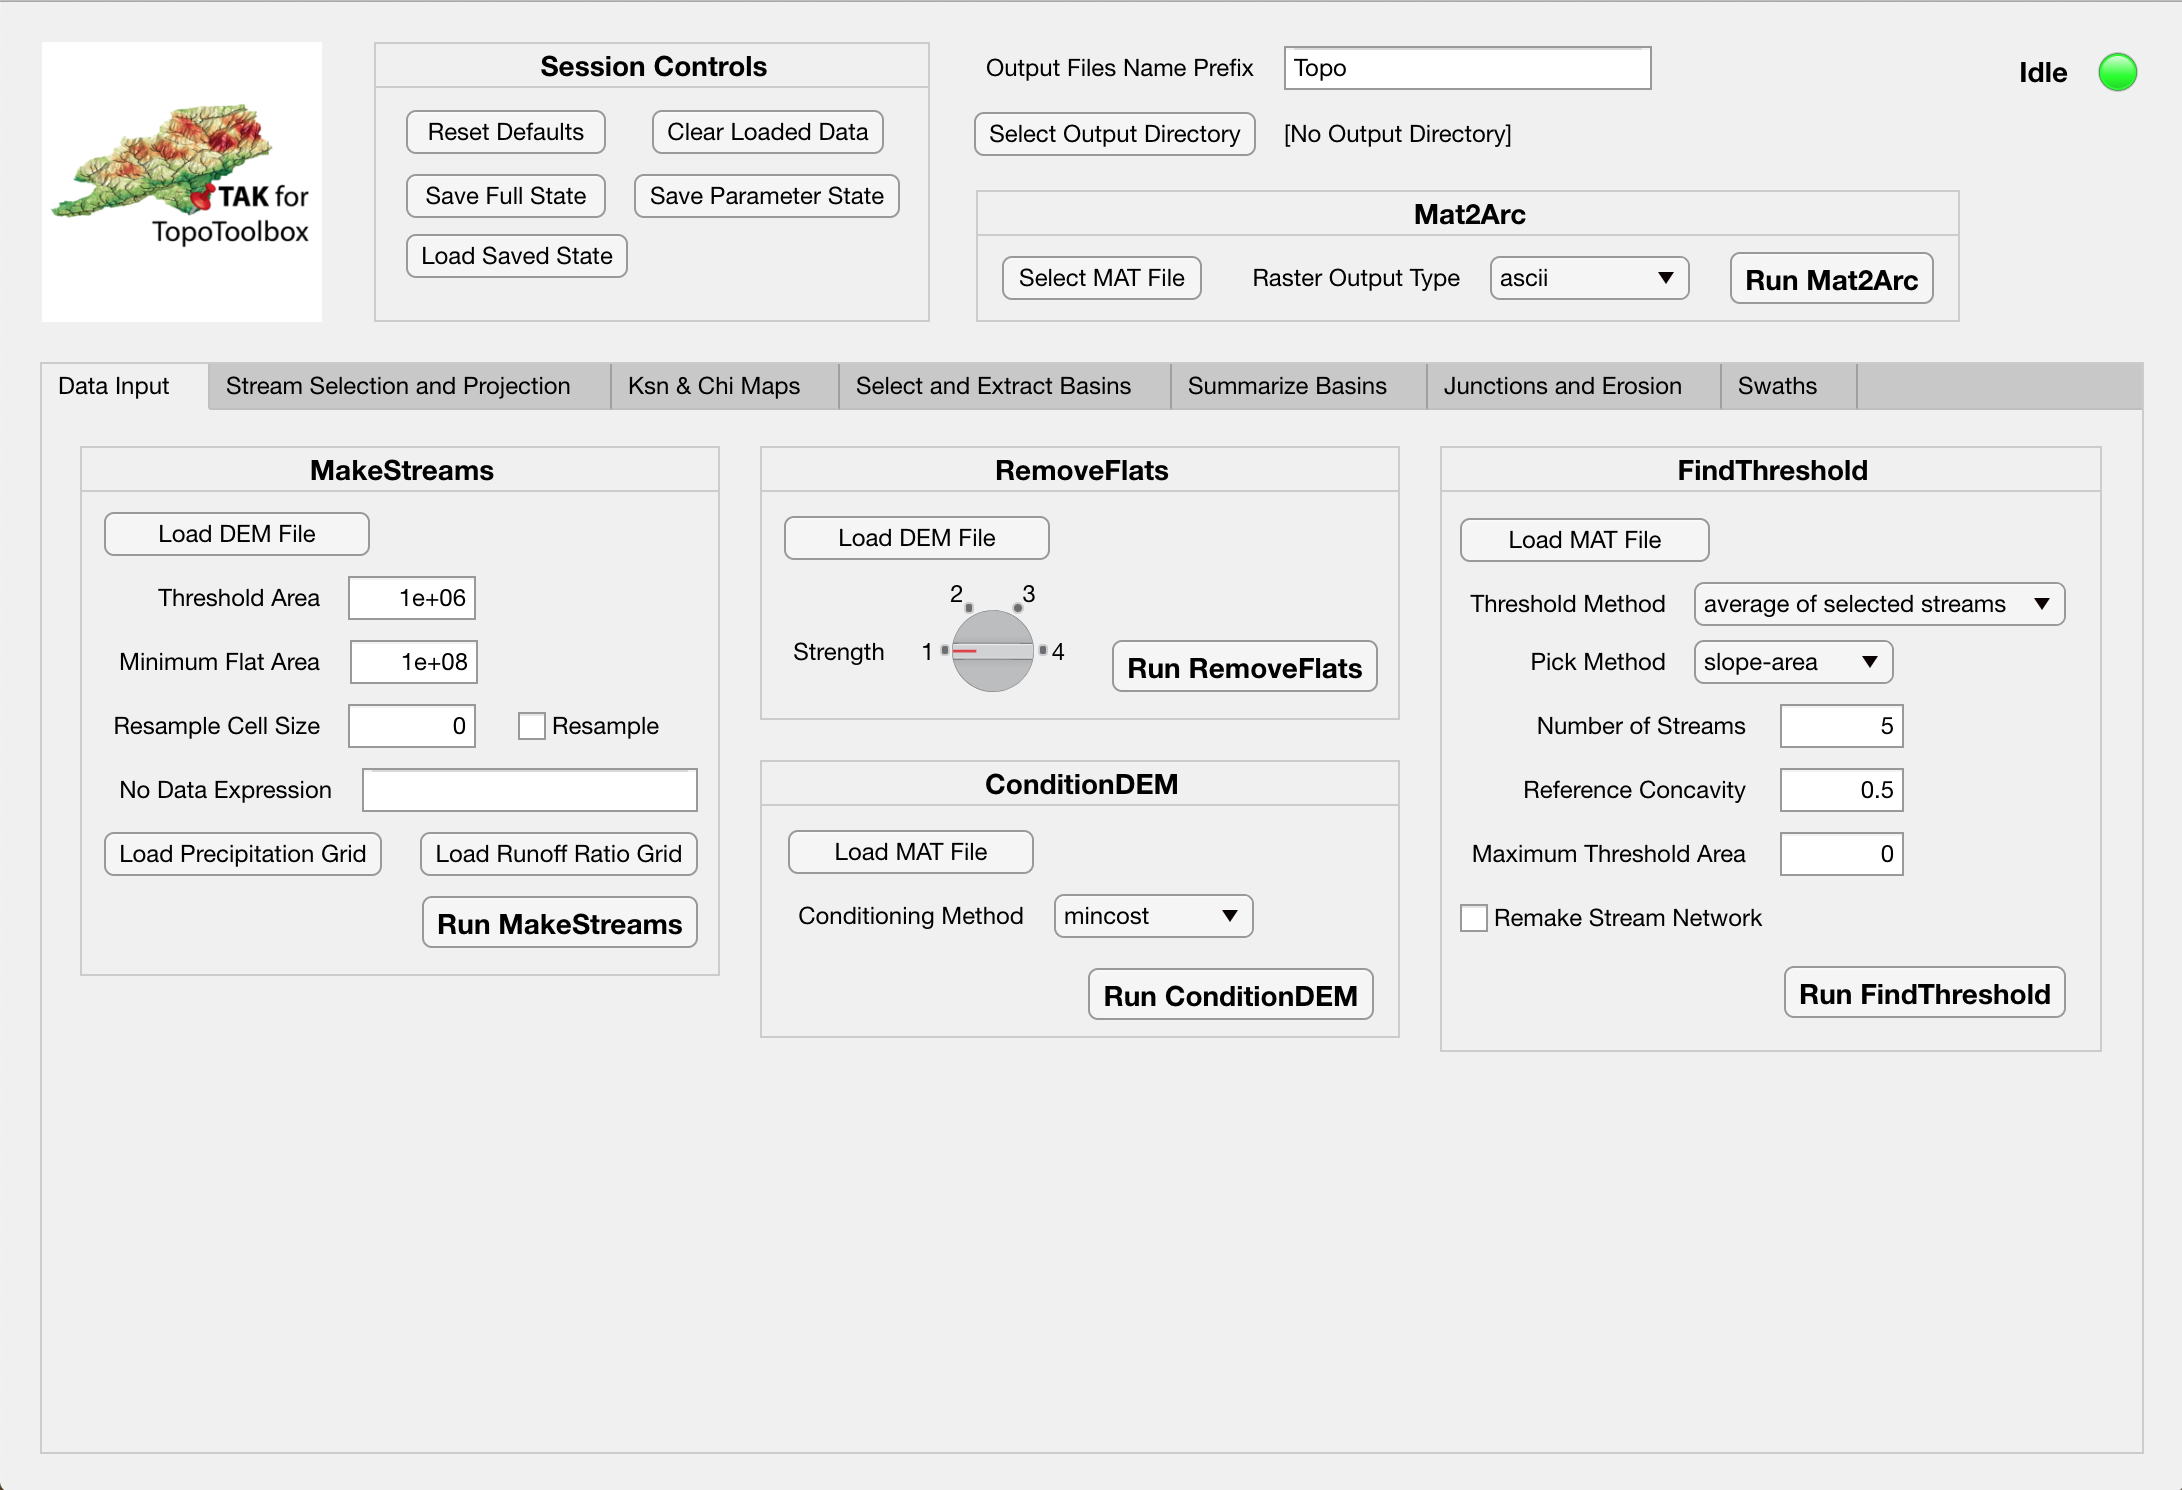 TAK for
TopoToolbox
Session Controls
Reset Defaults
Clear Loaded Data
Save Full State
Save Parameter State
Load Saved State
Output Files Name Prefix
Topo
Select Output Directory
[No Output Directory]
Idle
Mat2Arc
Select MAT File
Raster Output Type
ascii
Run Mat2Arc
Data Input
Stream Selection and Projection
Ksn & Chi Maps
Select and Extract Basins
Summarize Basins
Junctions and Erosion
Swaths
MakeStreams
Load DEM File
Threshold Area
1e+06
Minimum Flat Area
1e+08
Resample Cell Size
0
Resample
No Data Expression
Load Precipitation Grid
Load Runoff Ratio Grid
Run MakeStreams
RemoveFlats
Load DEM File
Strength
1
2
3
4
Run RemoveFlats
ConditionDEM
Load MAT File
Conditioning Method
mincost
Run ConditionDEM
FindThreshold
Load MAT File
Threshold Method
average of selected streams
Pick Method
slope-area
Number of Streams
5
Reference Concavity
0.5
Maximum Threshold Area
0
Remake Stream Network
Run FindThreshold